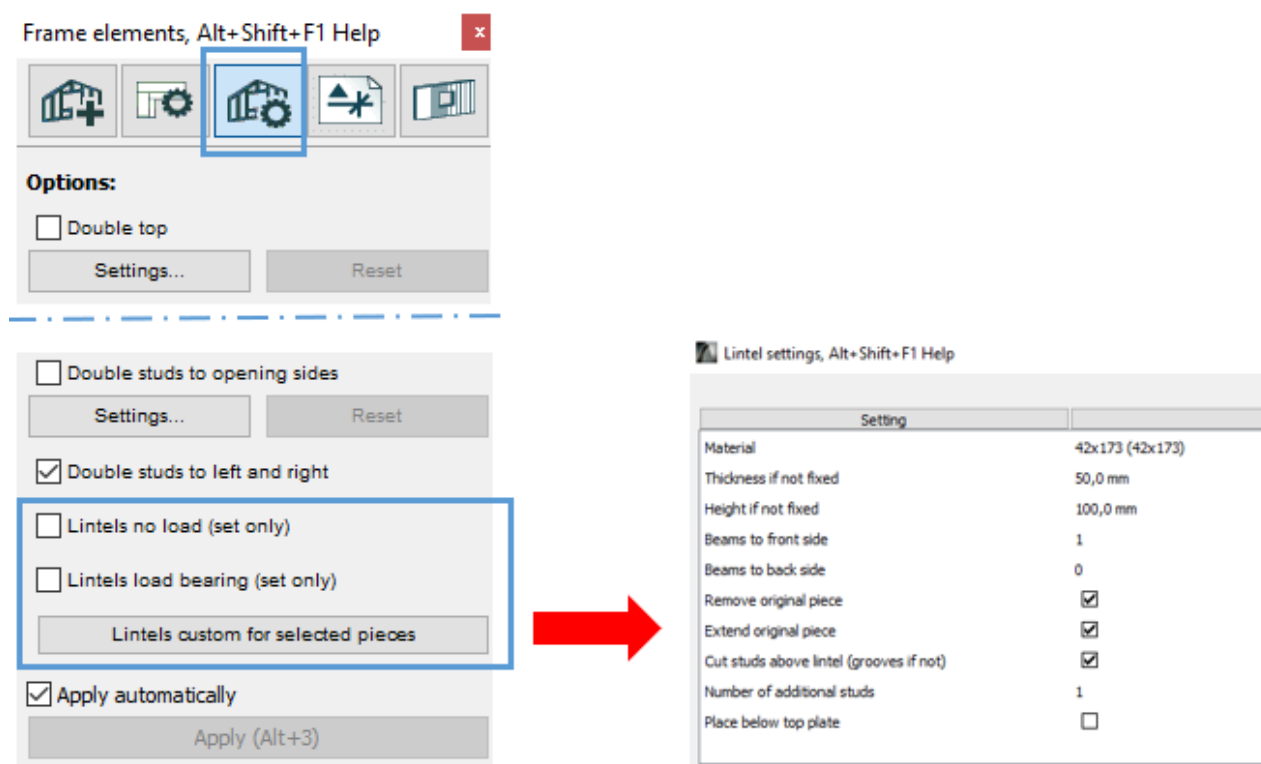 Frame elements, Alt+Shift+F1 Help
x
Options:
Double top
Settings...
Reset
Double studs to opening sides
Settings...
Reset
Double studs to left and right
Lintels no load (set only)
Lintels load bearing (set only)
Lintels custom for selected pieces
Apply automatically
Apply (Alt+3)
Lintel settings, Alt+Shift+F1 Help
Setting
Material 42x173 (42x173)
Thickness if not fixed 50,0 mm
Height if not fixed 100,0 mm
Beams to front side 1
Beams to back side 0
Remove original piece
Extend original piece
Cut studs above lintel (grooves if not)
Number of additional studs 1
Place below top plate